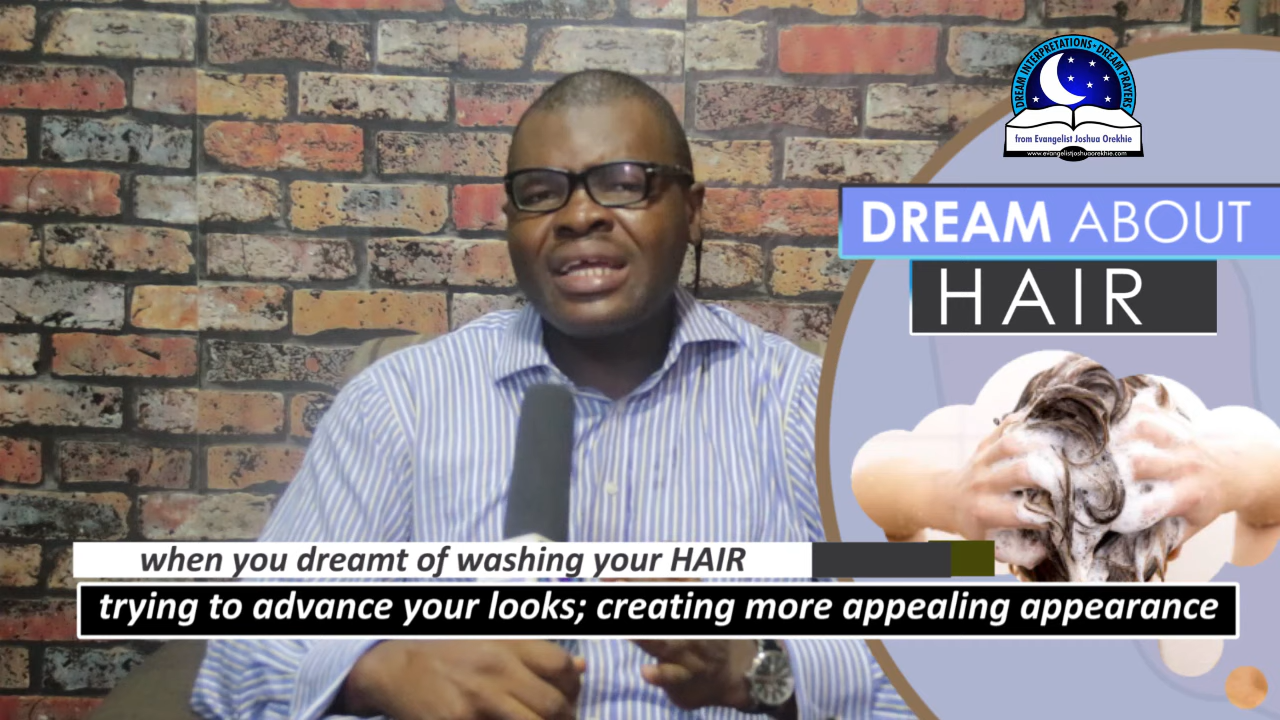 DREAM INTERPRETATIONS · DREAM PRAYERS
from Evangelist Joshua Orekhie
www.evangelistjoshuaorekhie.com
DREAM ABOUT
HAIR
when you dreamt of washing your HAIR
trying to advance your looks; creating more appealing appearance